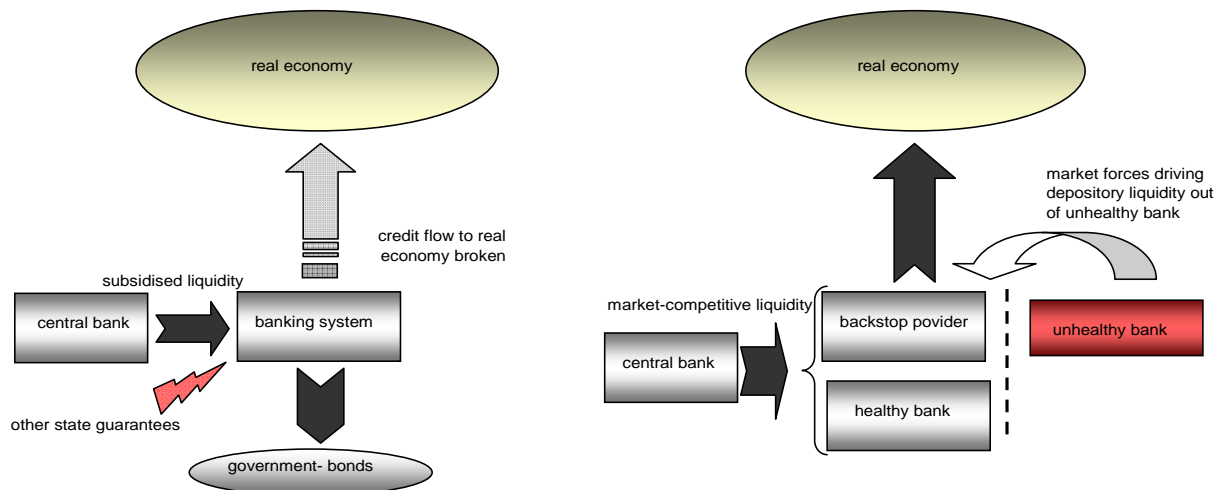 real economy
credit flow to real
economy broken
subsidised liquidity
central bank
banking system
other state guarantees
government- bonds
real economy
market forces driving
depository liquidity out
of unhealthy bank
market-competitive liquidity
backstop povider
unhealthy bank
central bank
healthy bank